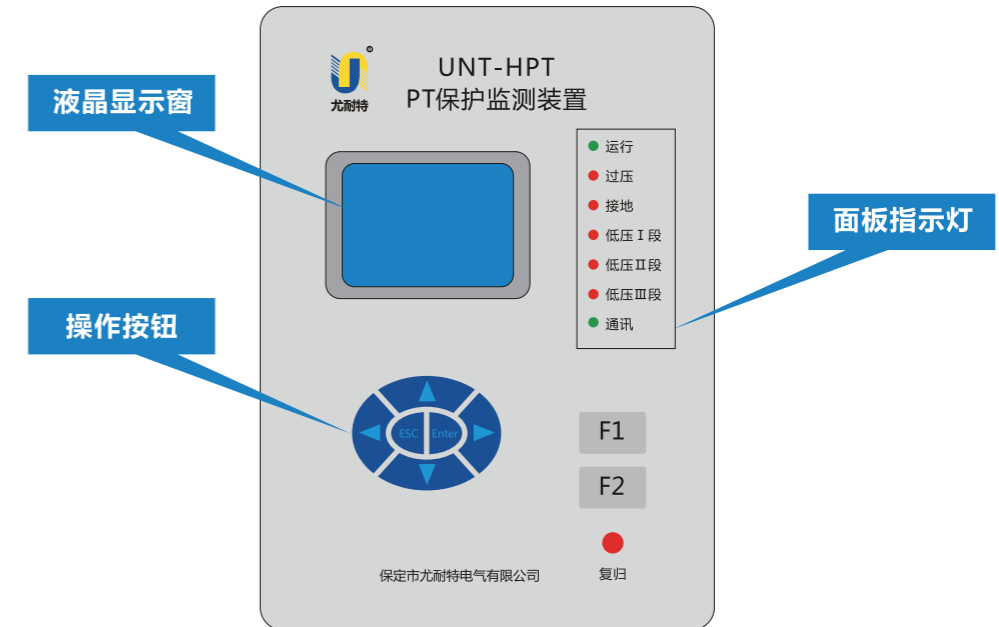 UNT-HPT
尤耐特
PT保护监测装置
液晶显示窗
运行
过压
接地
低压Ⅰ段
低压Ⅱ段
低压Ⅲ段
通讯
面板指示灯
操作按钮
ESC Enter
F1
F2
复归
保定市尤耐特电气有限公司